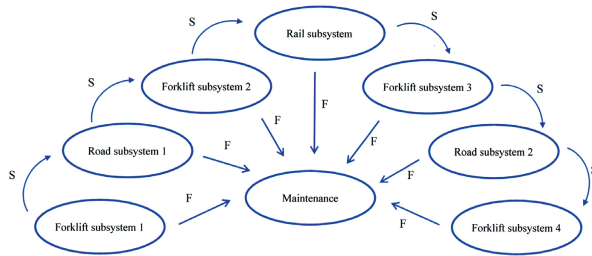 S
Rail subsystem
S
S
Forklift subsystem 2
F
Forklift subsystem 3
S
S
Road subsystem 1
F
F
F
Road subsystem 2
S
F
F
S
Maintenance
Forklift subsystem 1
F
F
Forklift subsystem 4